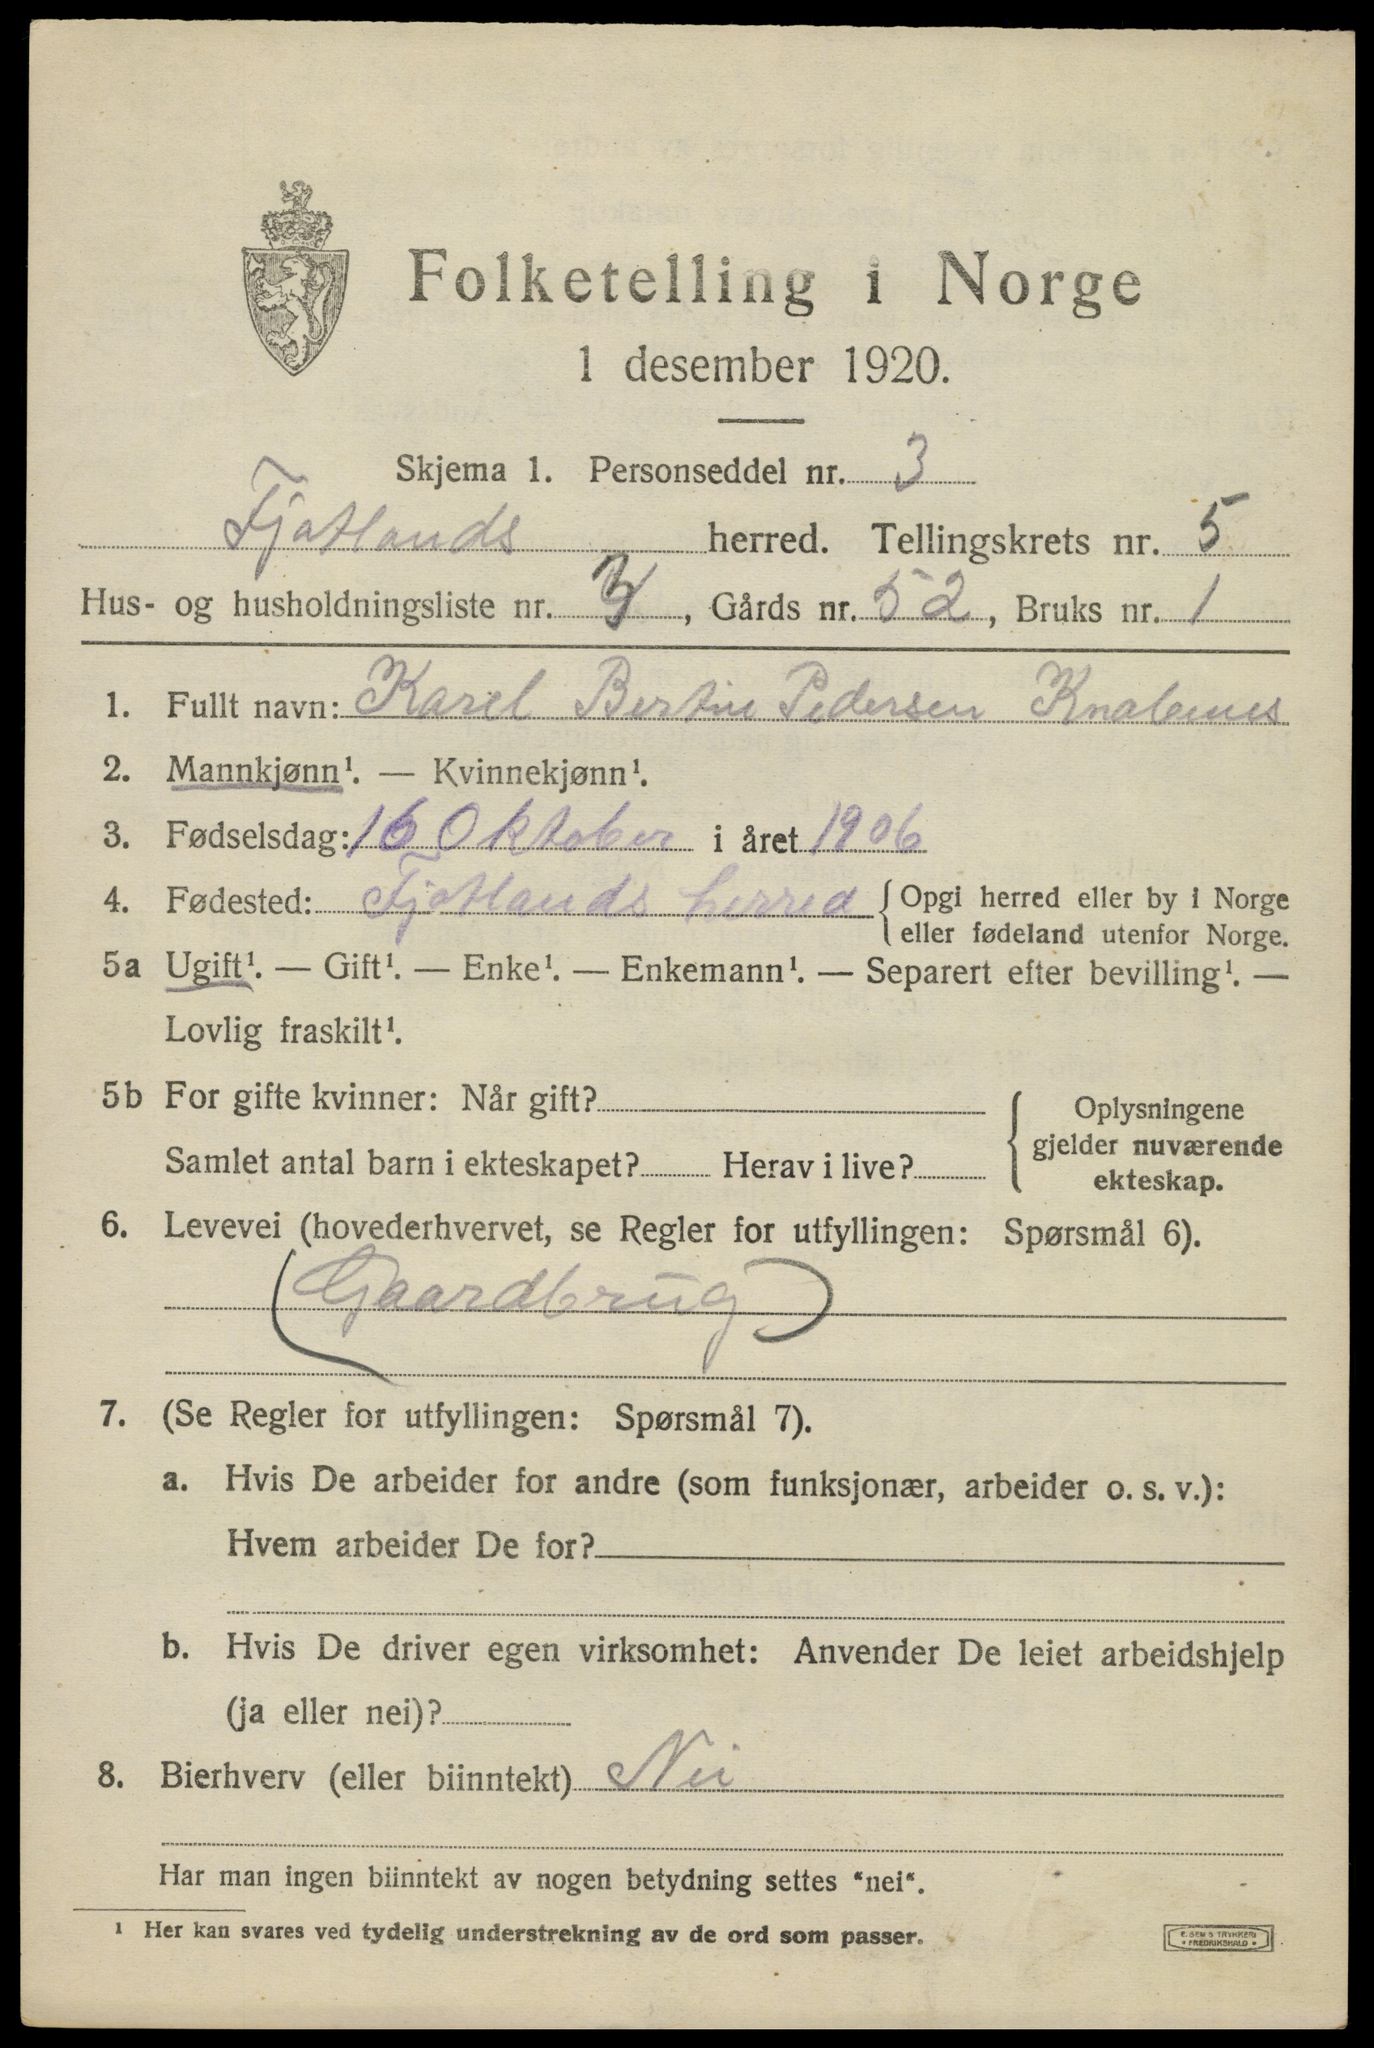 Folketelling i Norge
1 desember 1920.
Skjema 1. Personseddel nr. 3
Fjotlands herred. Tellingskrets nr. 5
Hus- og husholdningsliste nr. 3, Gårds nr. 52, Bruks nr. 1
1. Fullt navn: Karel Bertin Pedersen Knabenes
2. Mannkjønn¹. — Kvinnekjønn¹.
3. Fødselsdag: 16 Oktober i året 1906
4. Fødested: Fjotlands herred { Opgi herred eller by i Norge
eller fødeland utenfor Norge.
5a Ugift¹. — Gift¹. — Enke¹. — Enkemann¹. — Separert efter bevilling¹. —
Lovlig fraskilt¹.
5b For gifte kvinner: Når gift?
Samlet antal barn i ekteskapet? Herav i live?
{ Oplysningene
gjelder nuværende
ekteskap.
6. Levevei (hovederhvervet, se Regler for utfyllingen: Spørsmål 6).
(Gaardbrug)
7. (Se Regler for utfyllingen: Spørsmål 7).
a. Hvis De arbeider for andre (som funksjonær, arbeider o. s. v.):
Hvem arbeider De for?
b. Hvis De driver egen virksomhet: Anvender De leiet arbeidshjelp
(ja eller nei)?
8. Bierhverv (eller biinntekt) Nei
Har man ingen biinntekt av nogen betydning settes “nei“.
¹ Her kan svares ved tydelig understrekning av de ord som passer.
E. SEM'S TRYKKERI
• FREDRIKSHALD •